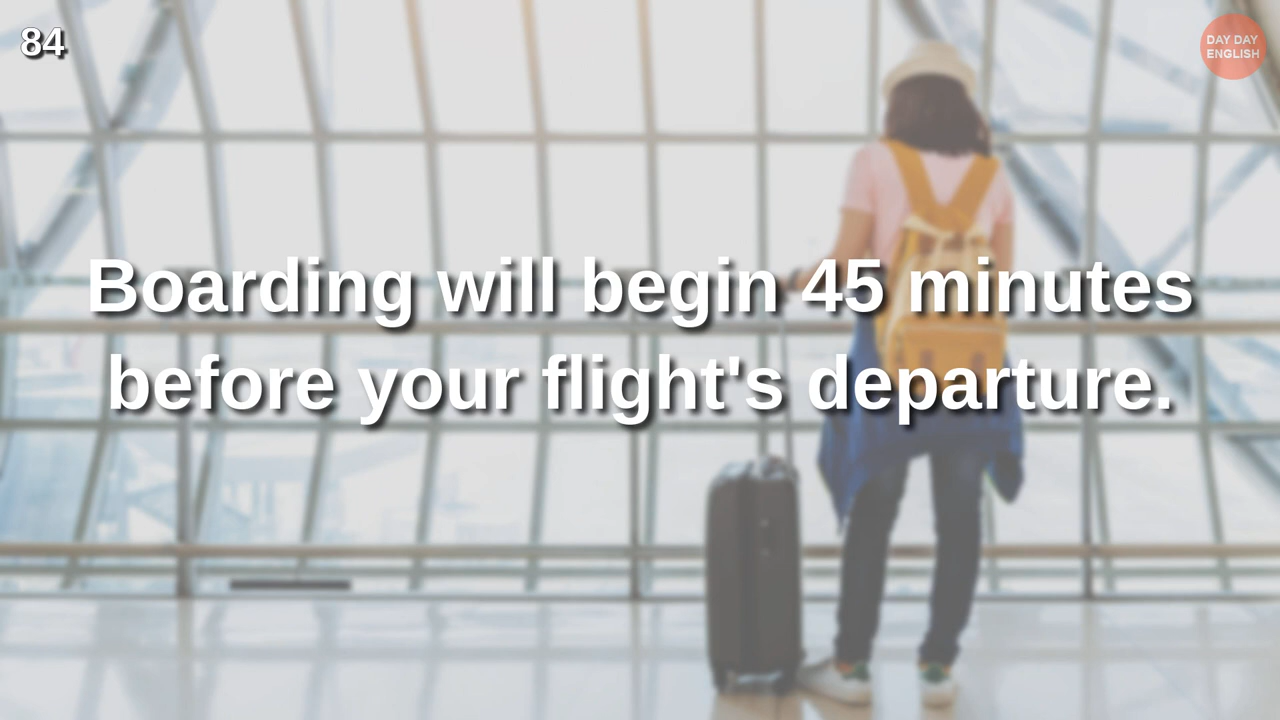 84
DAY DAY
ENGLISH
Boarding will begin 45 minutes
before your flight's departure.